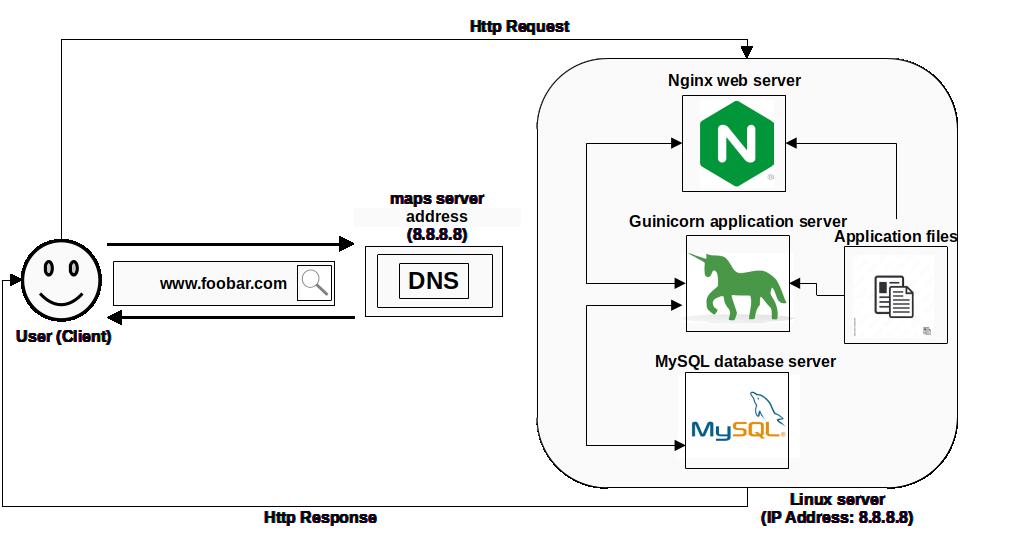 Http Request
Nginx web server
N
maps server
address
(8.8.8.8)
Guinicorn application server
Application files
www.foobar.com
DNS
User (Client)
MySQL database server
MySQL®
Linux server
(IP Address: 8.8.8.8)
Http Response